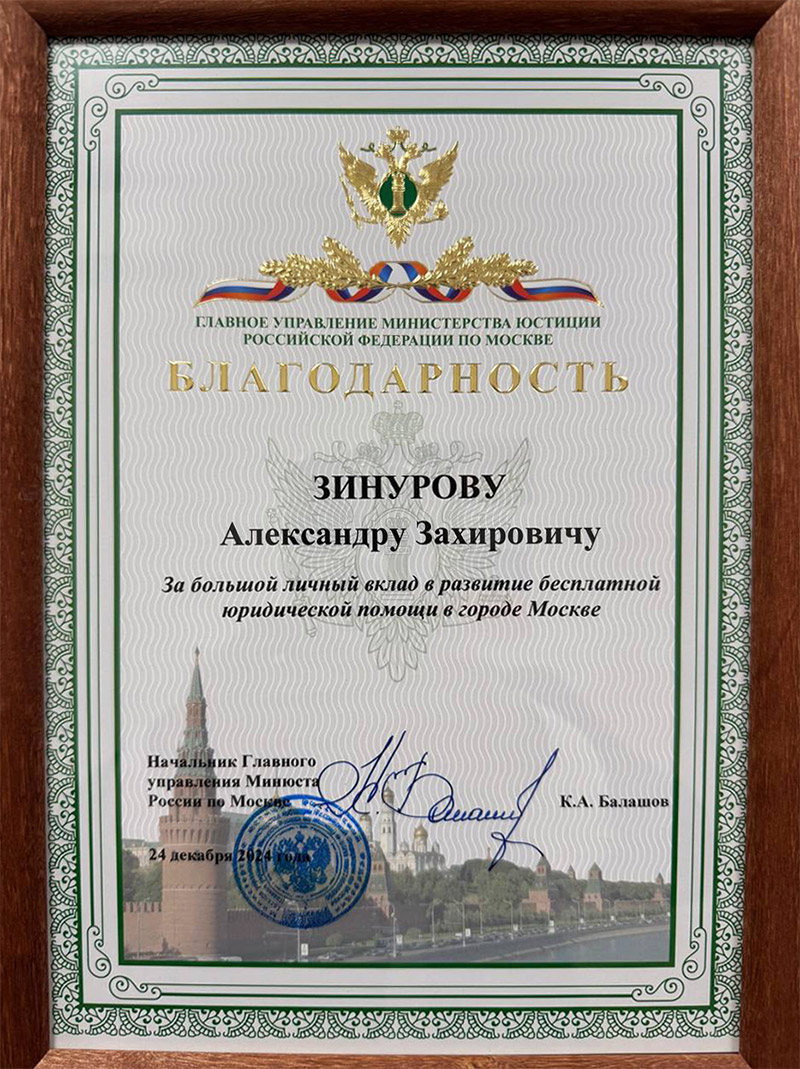 ГЛАВНОЕ УПРАВЛЕНИЕ МИНИСТЕРСТВА ЮСТИЦИИ
РОССИЙСКОЙ ФЕДЕРАЦИИ ПО МОСКВЕ
БЛАГОДАРНОСТЬ
ЗИНУРОВУ
Александру Захировичу
За большой личный вклад в развитие бесплатной
юридической помощи в городе Москве
Начальник Главного
управления Минюста
России по Москве
К.А. Балашов
24 декабря 2024 года